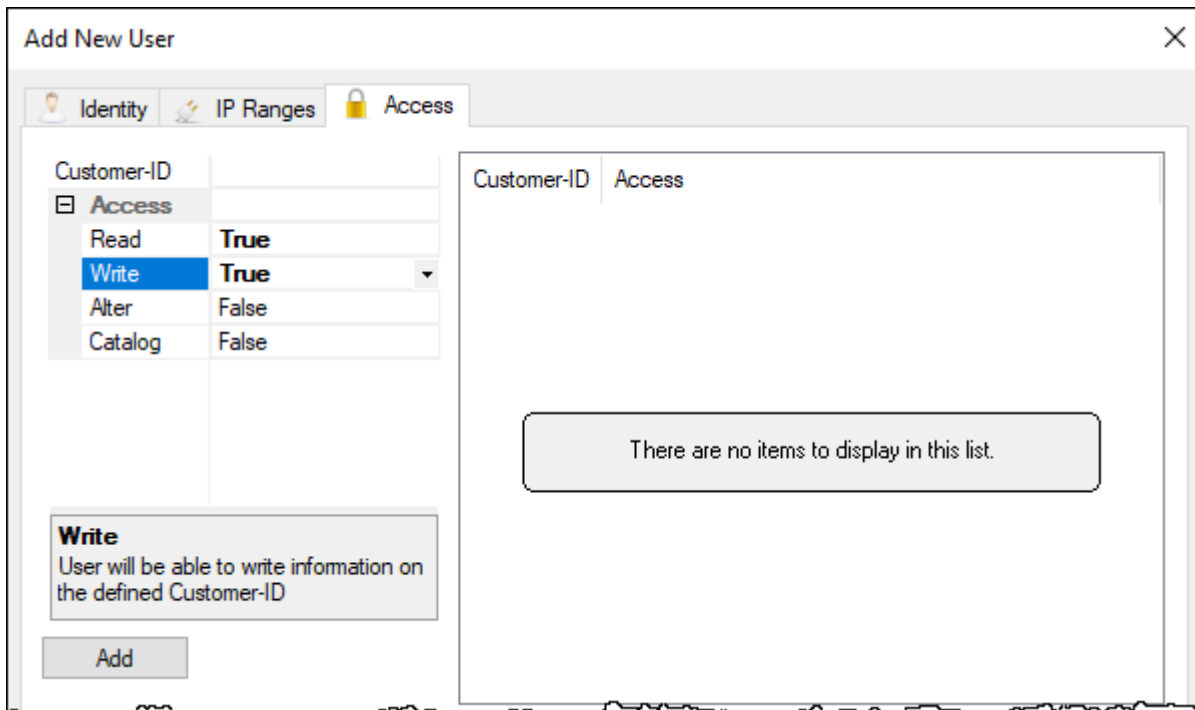 Add New User
Identity IP Ranges Access
Customer-ID
Access
Read True
Write True
Alter False
Catalog False
Write
User will be able to write information on
the defined Customer-ID
Add
Customer-ID Access
There are no items to display in this list.